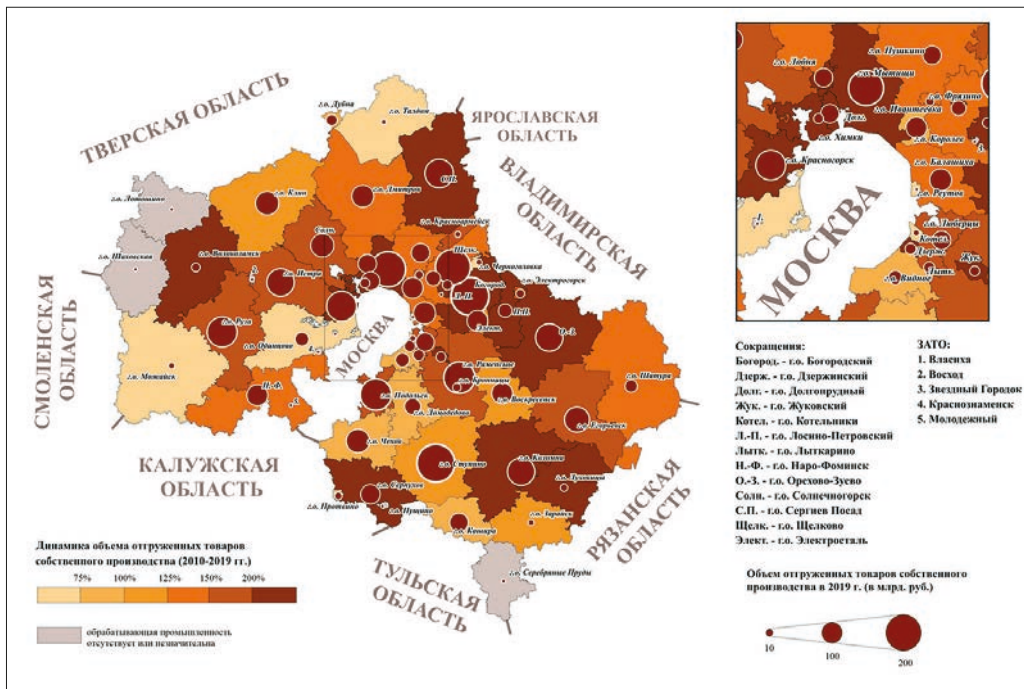 ТВЕРСКАЯ ОБЛАСТЬ
ЯРОСЛАВСКАЯ
ОБЛАСТЬ
ВЛАДИМИРСКАЯ
ОБЛАСТЬ
СМОЛЕНСКАЯ
ОБЛАСТЬ
КАЛУЖСКАЯ
ОБЛАСТЬ
ТУЛЬСКАЯ
ОБЛАСТЬ
РЯЗАНСКАЯ
ОБЛАСТЬ
МОСКВА
г.о. Дубна
г.о. Талдом
С.П.
г.о. Лотошино
г.о. Клин
г.о. Дмитров
г.о. Красноармейск
Солн.
Щелк.
г.о. Черноголовка
г.о. Шаховская
г.о. Волоколамск
2.
г.о. Истра
Богород.
г.о. Электрогорск
Л.-П.
П.-П.
Элект.
О.-З.
г.о. Руза
г.о. Одинцово
4.
г.о. Можайск
Н.-Ф.
5.
г.о. Раменское
г.о. Бронницы
г.о. Шатура
г.о. Воскресенск
г.о. Подольск
г.о. Домодедово
г.о. Егорьевск
г.о. Чехов
г.о. Ступино
г.о. Коломна
г.о. Луховицы
г.о. Серпухов
г.о. Протвино
г.о. Пущино
г.о. Кашира
г.о. Зарайск
г.о. Серебряные Пруды
Динамика объема отгруженных товаров
собственного производства (2010-2019 гг.)
75% 100% 125% 150% 200%
обрабатывающая промышленность
отсутствует или незначительна
г.о. Пушкино
г.о. Лобня
г.о. Мытищи
г.о. Фрязино
г.о. Ивантеевка
Долг.
г.о. Королев
г.о. Химки
3.
г.о. Красногорск
г.о. Балашиха
г.о. Реутов
1.
г.о. Люберцы
Котел.
Дзерж.
Жук.
Лытк.
г.о. Видное
МОСКВА
Сокращения:
Богород. - г.о. Богородский
Дзерж. - г.о. Дзержинский
Долг. - г.о. Долгопрудный
Жук. - г.о. Жуковский
Котел. - г.о. Котельники
Л.-П. - г.о. Лосино-Петровский
Лытк. - г.о. Лыткарино
Н.-Ф. - г.о. Наро-Фоминск
О.-З. - г.о. Орехово-Зуево
Солн. - г.о. Солнечногорск
С.П. - г.о. Сергиев Посад
Щелк. - г.о. Щелково
Элект. - г.о. Электросталь
ЗАТО:
1. Власиха
2. Восход
3. Звездный Городок
4. Краснознаменск
5. Молодежный
Объем отгруженных товаров собственного
производства в 2019 г. (в млрд. руб.)
10 100 200